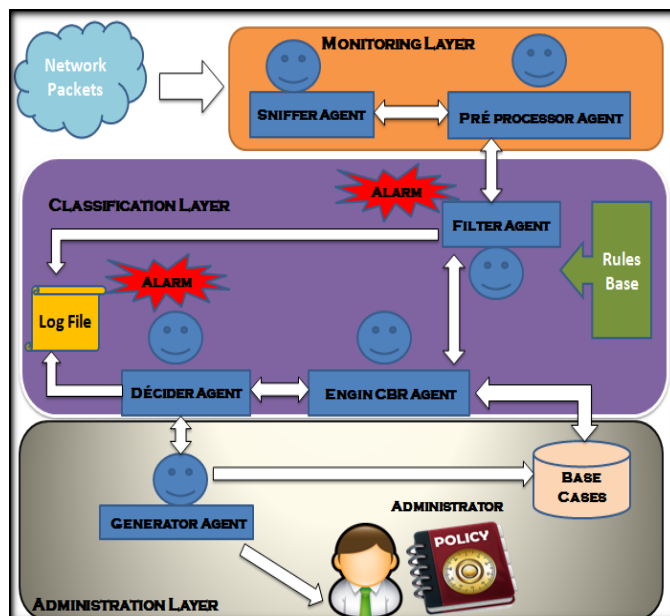 Network
Packets
MONITORING LAYER
SNIFFER AGENT
PRÉ PROCESSOR AGENT
ALARM
CLASSIFICATION LAYER
FILTER AGENT
Rules
Base
ALARM
Log File
DÉCIDER AGENT
ENGIN CBR AGENT
BASE
CASES
ADMINISTRATOR
GENERATOR AGENT
POLICY
ADMINISTRATION LAYER